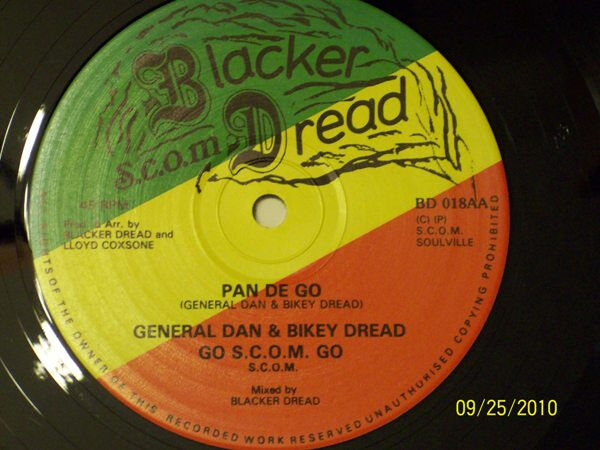 Blacker
Dread
S.C.O.M
45 RPM
Prod. & Arr. by
BLACKER DREAD and
LLOYD COXSONE
BD 018AA
(C) (P)
S.C.O.M.
SOULVILLE
PAN DE GO
(GENERAL DAN & BIKEY DREAD)
GENERAL DAN & BIKEY DREAD
GO S.C.O.M. GO
S.C.O.M.
Mixed by
BLACKER DREAD
OF THE OWNER OF THIS RECORDED WORK RESERVED UNAUTHORISED COPYING PROHIBITED
09/25/2010